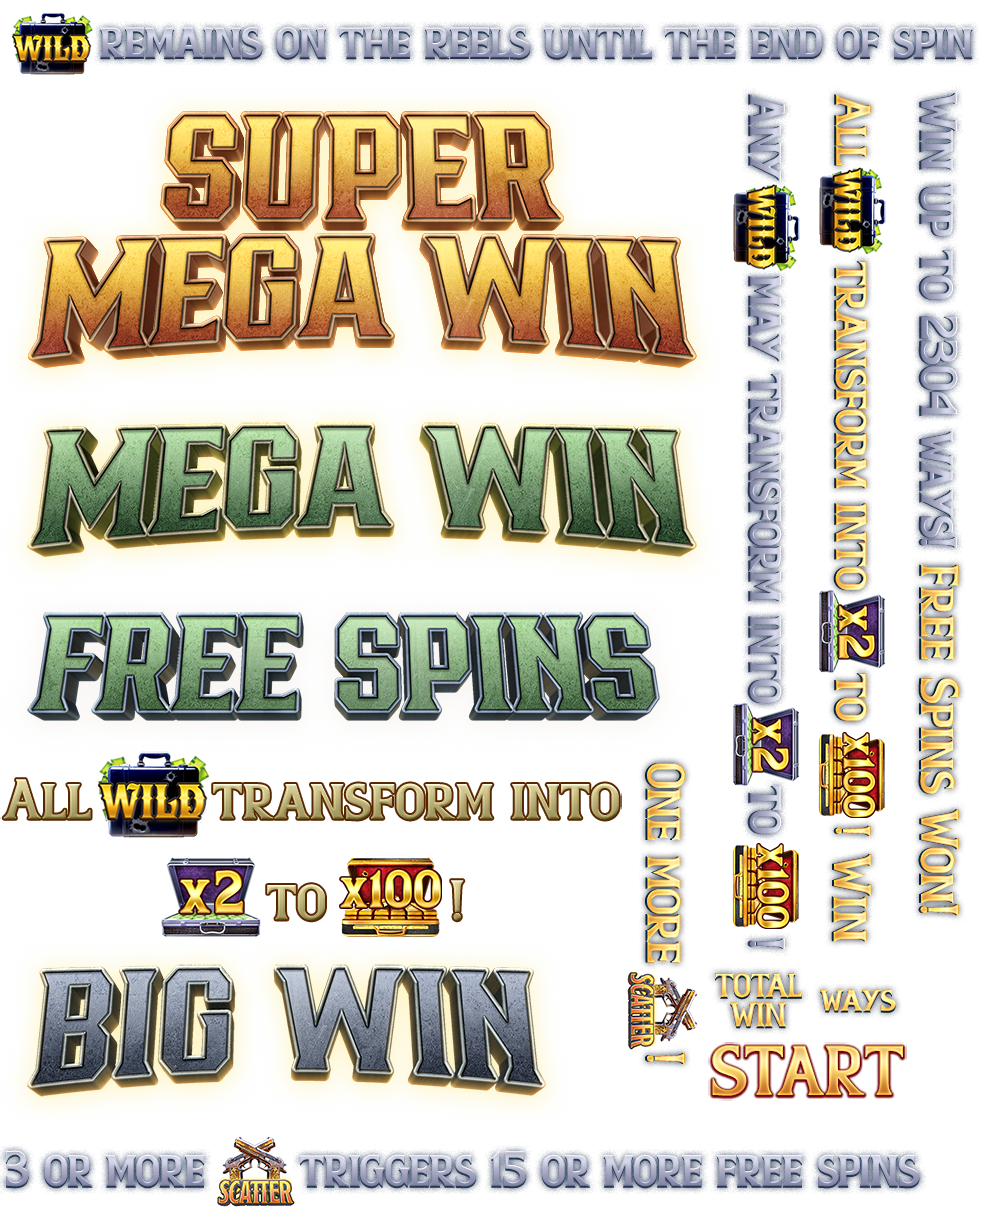 WILD REMAINS ON THE REELS UNTIL THE END OF SPIN
SUPER
MEGA WIN
MEGA WIN
FREE SPINS
ALL WILD TRANSFORM INTO
x2 TO x100 !
BIG WIN
ANY WILD MAY TRANSFORM INTO x2 TO x100 !
ALL WILD TRANSFORM INTO x2 TO x100 ! WIN
WIN UP TO 2304 WAYS! FREE SPINS WON!
ONE MORE SCATTER !
TOTAL
WIN
WAYS
START
3 OR MORE SCATTER TRIGGERS 15 OR MORE FREE SPINS